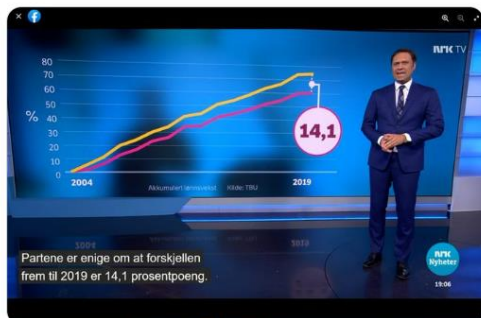 NRK TV
80
70
60
50
%
40
30
20
10
0
14,1
2004
2019
Akkumulert lønnsvekst Kilde: TBU
Partene er enige om at forskjellen
frem til 2019 er 14,1 prosentpoeng.
NRK
Nyheter
19:06